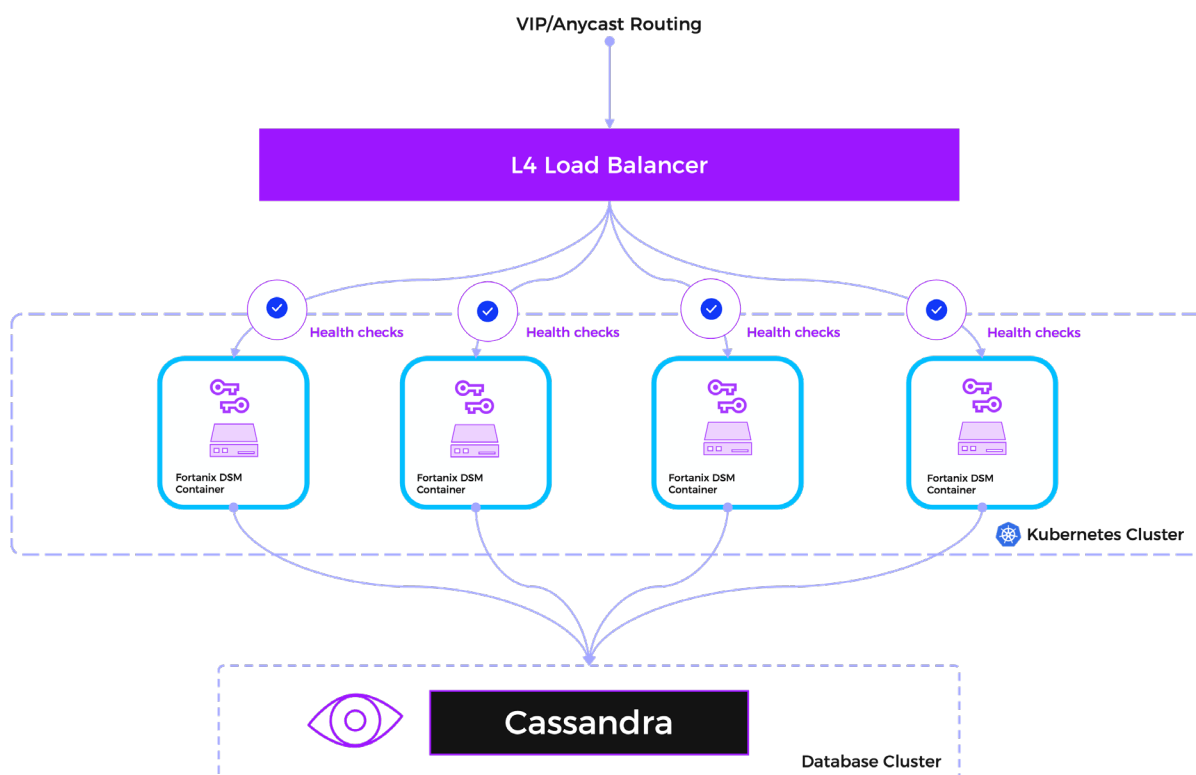 VIP/Anycast Routing
L4 Load Balancer
Health checks
Health checks
Health checks
Health checks
Fortanix DSM
Container
Fortanix DSM
Container
Fortanix DSM
Container
Fortanix DSM
Container
Kubernetes Cluster
Cassandra
Database Cluster